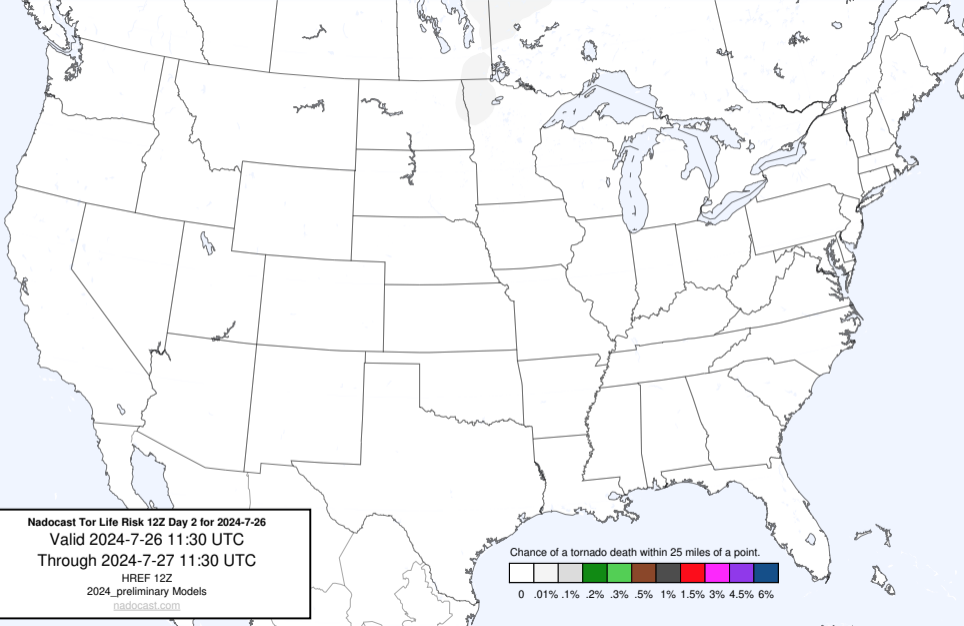 Nadocast Tor Life Risk 12Z Day 2 for 2024-7-26
Valid 2024-7-26 11:30 UTC
Through 2024-7-27 11:30 UTC
HREF 12Z
2024_preliminary Models
nadocast.com
Chance of a tornado death within 25 miles of a point.
0 .01% .1% .2% .3% .5% 1% 1.5% 3% 4.5% 6%